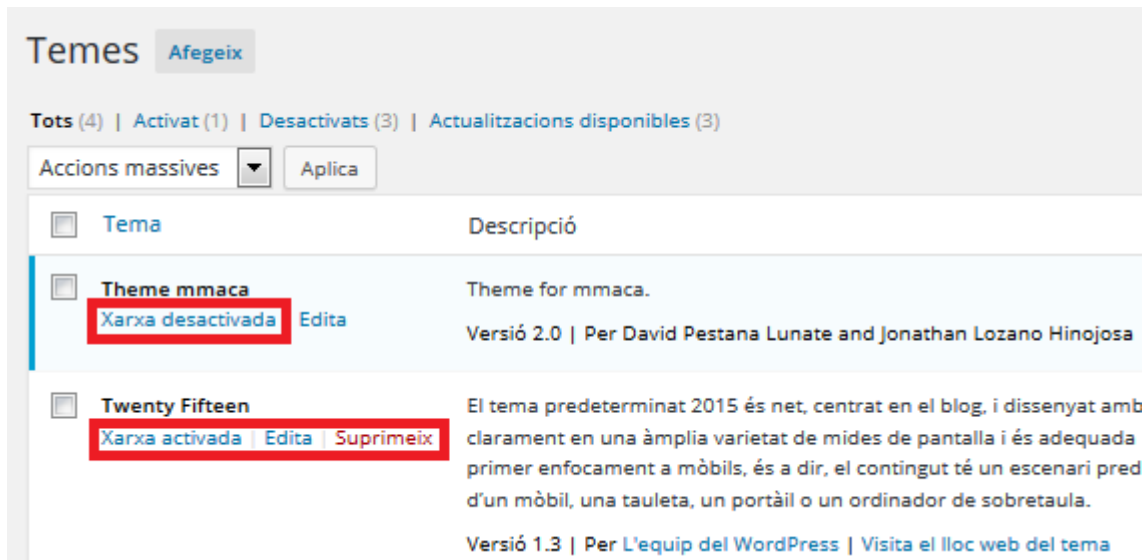 Temes Afegeix
Tots (4) | Activat (1) | Desactivats (3) | Actualitzacions disponibles (3)
Accions massives Aplica
Tema Descripció
Theme mmaca Theme for mmaca.
Xarxa desactivada Edita
Versió 2.0 | Per David Pestana Lunate and Jonathan Lozano Hinojosa
Twenty Fifteen El tema predeterminat 2015 és net, centrat en el blog, i dissenyat amb
Xarxa activada | Edita | Suprimeix clarament en una àmplia varietat de mides de pantalla i és adequada
primer enfocament a mòbils, és a dir, el contingut té un escenari pred
d'un mòbil, una tauleta, un portàil o un ordinador de sobretaula.
Versió 1.3 | Per L'equip del WordPress | Visita el lloc web del tema